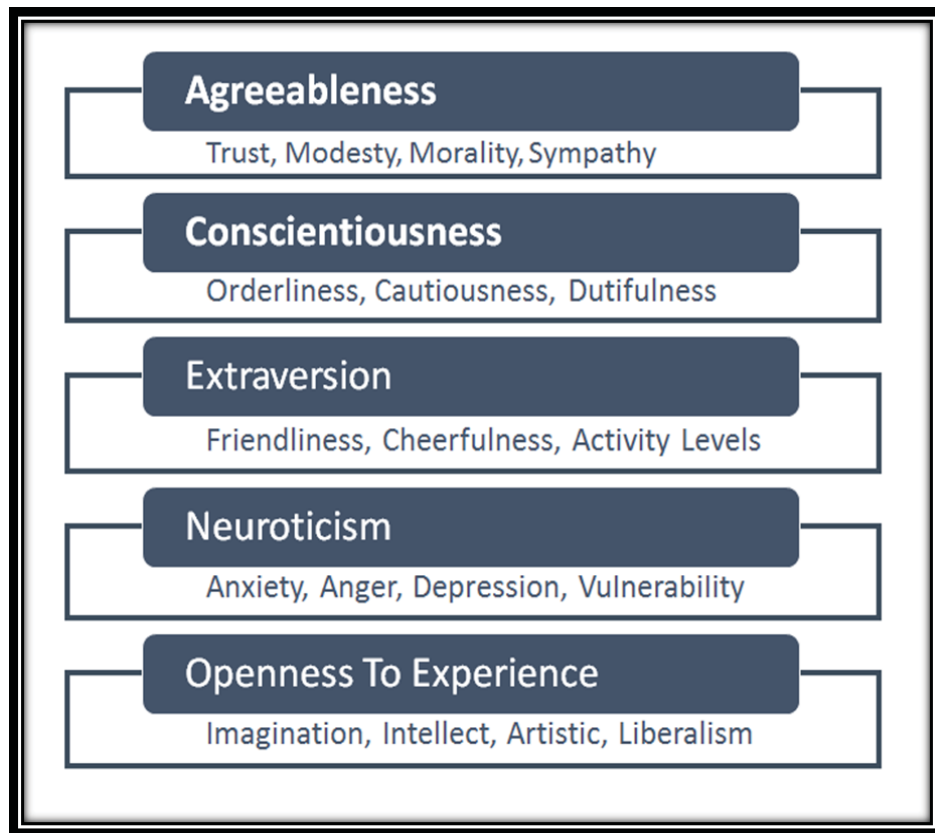 Agreeableness
Trust, Modesty, Morality, Sympathy
Conscientiousness
Orderliness, Cautiousness, Dutifulness
Extraversion
Friendliness, Cheerfulness, Activity Levels
Neuroticism
Anxiety, Anger, Depression, Vulnerability
Openness To Experience
Imagination, Intellect, Artistic, Liberalism